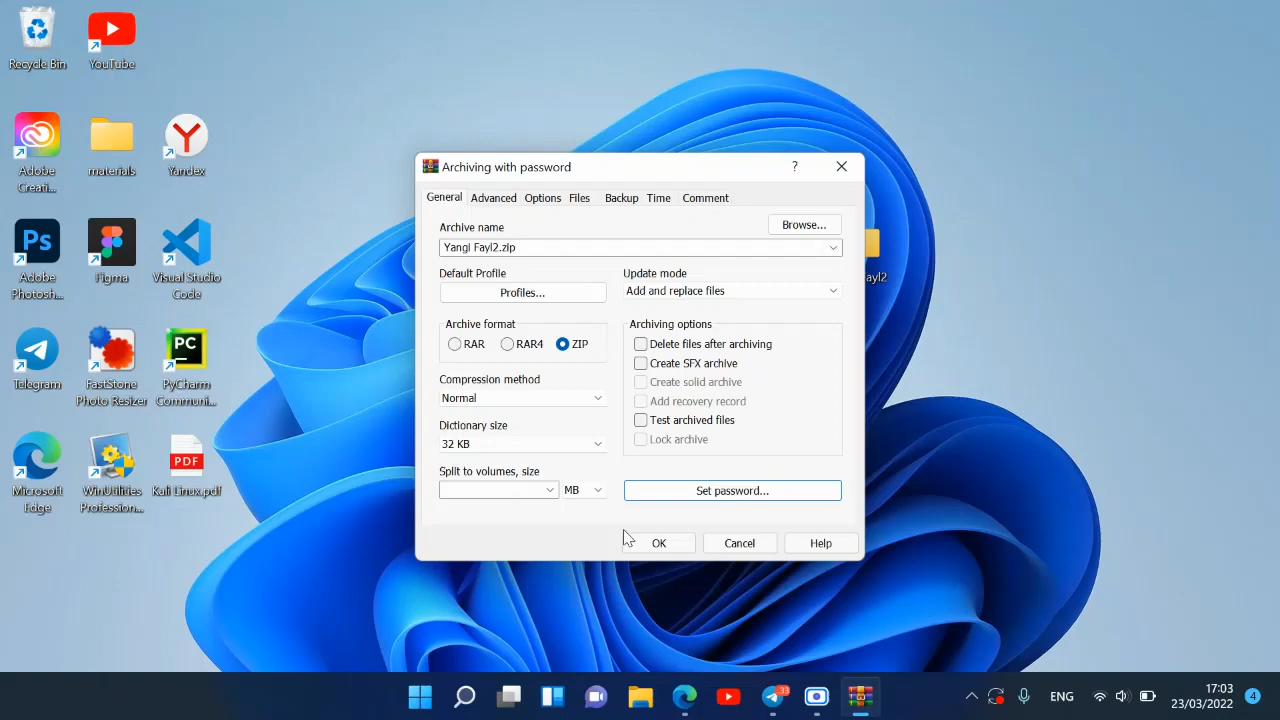 Recycle Bin
YouTube
Adobe
Creati...
materials
Yandex
Ps
Adobe
Photosh...
Figma
Visual Studio
Code
Telegram
FastStone
Photo Resizer
PC
PyCharm
Communi...
Microsoft
Edge
WinUtilities
Profession...
PDF
Kali Linux.pdf
Archiving with password
?
General
Advanced
Options
Files
Backup
Time
Comment
Archive name
Browse...
Yangi Fayl2.zip
Default Profile
Profiles...
Update mode
Add and replace files
Archive format
RAR
RAR4
ZIP
Compression method
Normal
Dictionary size
32 KB
Split to volumes, size
MB
Archiving options
Delete files after archiving
Create SFX archive
Create solid archive
Add recovery record
Test archived files
Lock archive
Set password...
OK
Cancel
Help
ayl2
33
ENG
17:03
23/03/2022
4